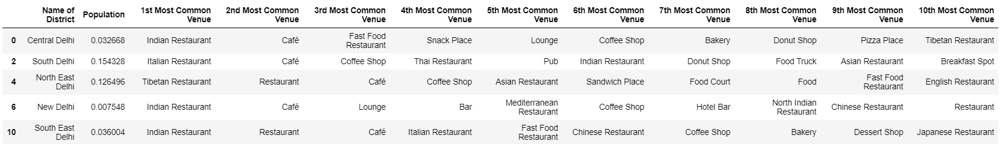 Name of District Population 1st Most Common Venue 2nd Most Common Venue 3rd Most Common Venue 4th Most Common Venue 5th Most Common Venue 6th Most Common Venue 7th Most Common Venue 8th Most Common Venue 9th Most Common Venue 10th Most Common Venue
0 Central Delhi 0.032668 Indian Restaurant Café Fast Food Restaurant Snack Place Lounge Coffee Shop Bakery Donut Shop Pizza Place Tibetan Restaurant
2 South Delhi 0.154328 Italian Restaurant Café Coffee Shop Thai Restaurant Pub Indian Restaurant Donut Shop Food Truck Asian Restaurant Breakfast Spot
4 North East Delhi 0.126496 Tibetan Restaurant Restaurant Café Coffee Shop Asian Restaurant Sandwich Place Food Court Food Fast Food Restaurant English Restaurant
6 New Delhi 0.007548 Indian Restaurant Café Lounge Bar Mediterranean Restaurant Coffee Shop Hotel Bar North Indian Restaurant Chinese Restaurant Restaurant
10 South East Delhi 0.036004 Indian Restaurant Restaurant Café Italian Restaurant Fast Food Restaurant Chinese Restaurant Coffee Shop Bakery Dessert Shop Japanese Restaurant